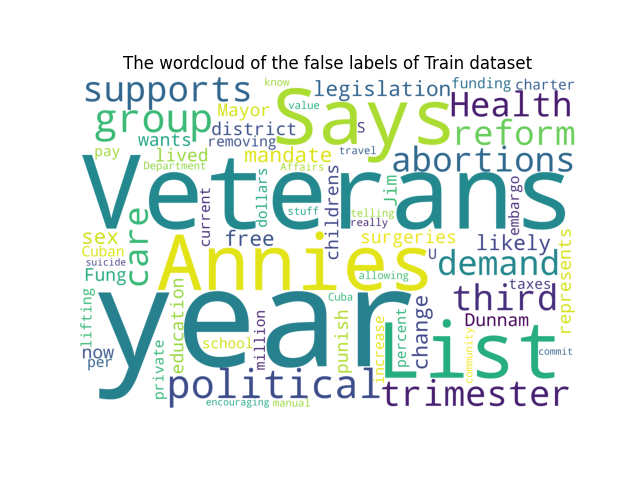 The wordcloud of the false labels of Train dataset
know
supports
legislation
funding
charter
Says
Health
value
Mayor
group
reform
district
S
wants
removing
mandate
travel
pay
lived
abortions
Department
Affairs
Veterans
dollars
childrens
Jim
current
embargo
stuff
telling
really
care
sex
free
surgeries
likely
represents
Cuban
U
suicide
Annies
demand
Fung
allowing
taxes
year
third
lifting
education
Cuba
change
Dunnam
million
punish
percent
List
school
increase
community
commit
now
per
private
political
trimester
encouraging
manual